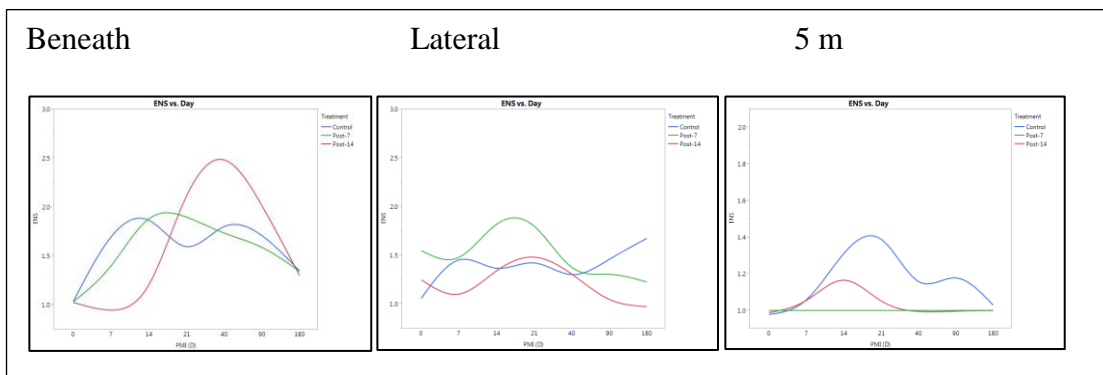 Beneath Lateral 5 m
ENS vs. Day
3.0
2.5
2.0
1.5
1.0
ENS
0 7 14 21 40 90 180
PMI (D)
Treatment
Control
Post-7
Post-14
ENS vs. Day
3.0
2.5
2.0
1.5
1.0
ENS
0 7 14 21 40 90 180
PMI (D)
Treatment
Control
Post-7
Post-14
ENS vs. Day
2.0
1.8
1.6
1.4
1.2
1.0
ENS
0 7 14 21 40 90 180
PMI (D)
Treatment
Control
Post-7
Post-14